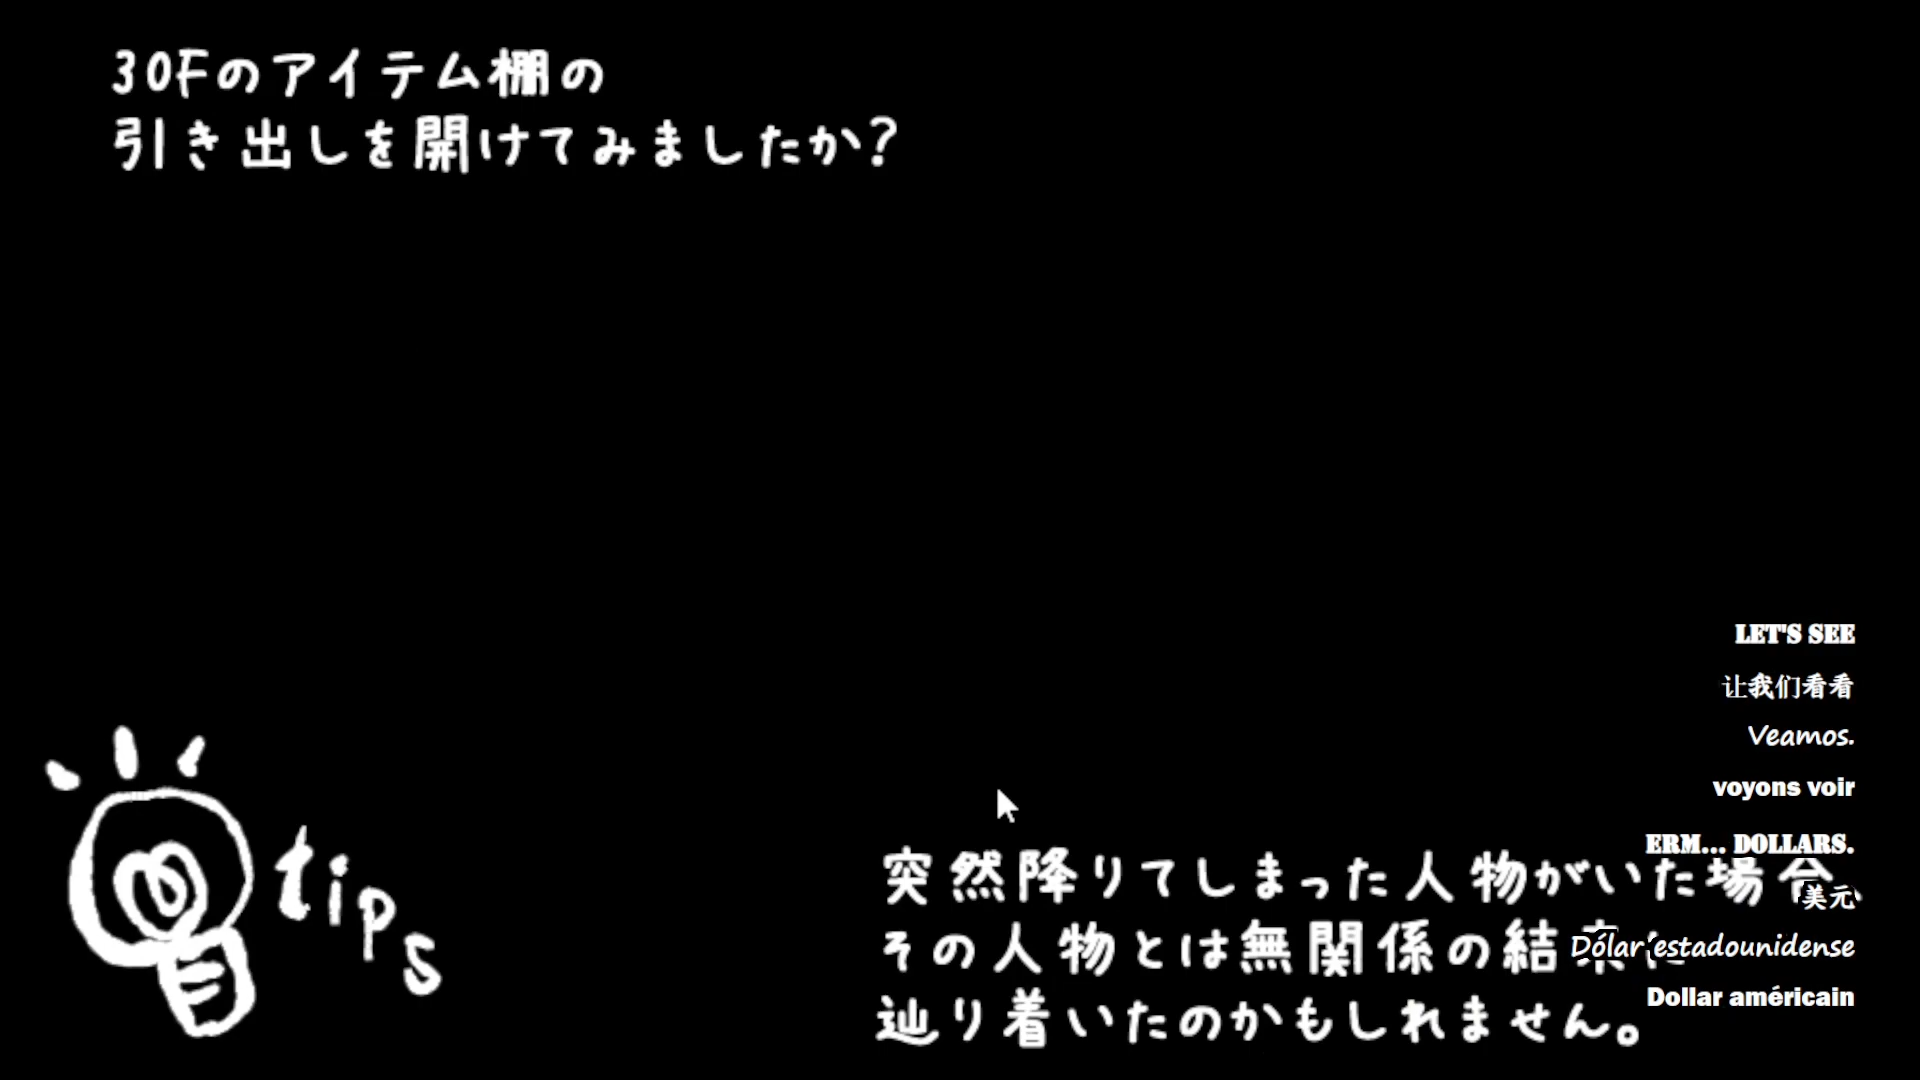 30Fのアイテム棚の
引き出しを開けてみましたか?
tips
LET'S SEE
让我们看看
Veamos.
voyons voir
ERM... DOLLARS.
美元
Dólar estadounidense
Dollar américain
突然降りてしまった人物がいた場合、
その人物とは無関係の結末に
辿り着いたのかもしれません。